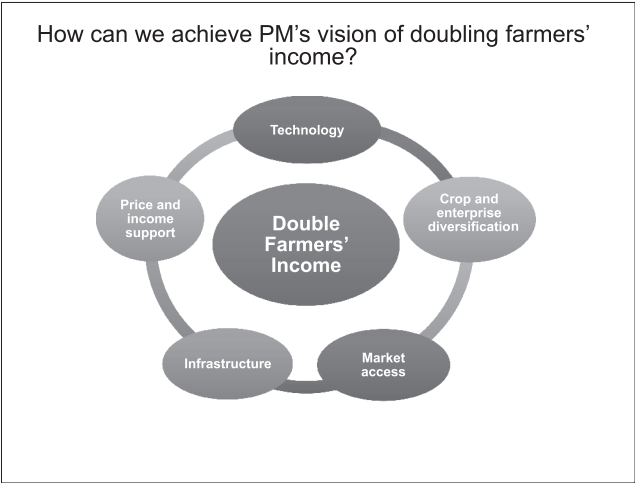 How can we achieve PM's vision of doubling farmers'
income?
Technology
Price and
income
support
Crop and
enterprise
diversification
Double
Farmers'
Income
Infrastructure
Market
access